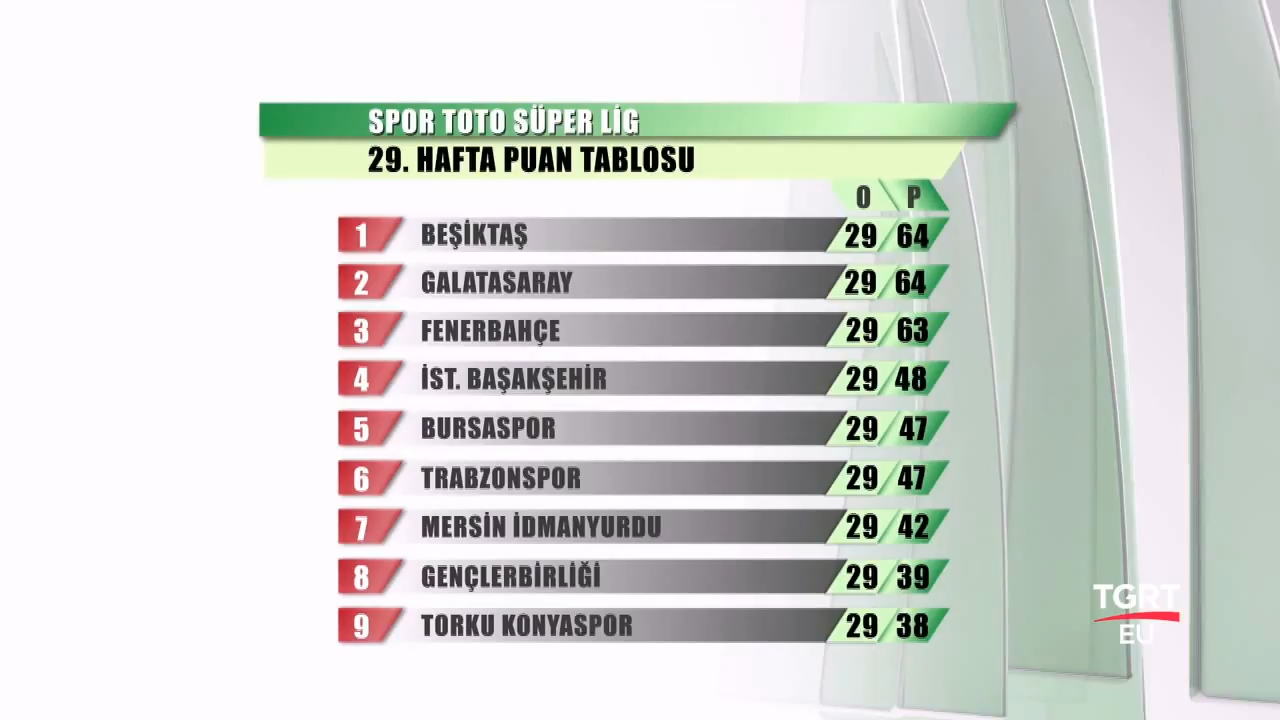 SPOR TOTO SÜPER LİG
29. HAFTA PUAN TABLOSU
O P
1 BEŞİKTAŞ 29 64
2 GALATASARAY 29 64
3 FENERBAHÇE 29 63
4 İST. BAŞAKŞEHİR 29 48
5 BURSASPOR 29 47
6 TRABZONSPOR 29 47
7 MERSİN İDMANYURDU 29 42
8 GENÇLERBİRLİĞİ 29 39
9 TORKU KONYASPOR 29 38
TGRT
EU